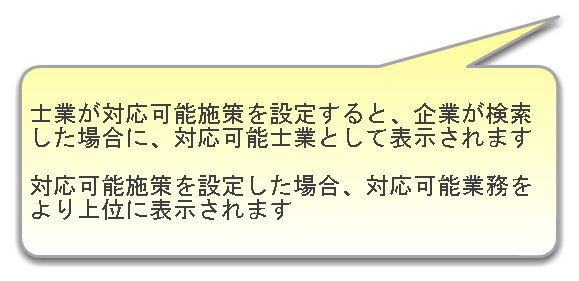 士業が対応可能施策を設定すると、企業が検索
した場合に、対応可能士業として表示されます
対応可能施策を設定した場合、対応可能業務を
より上位に表示されます